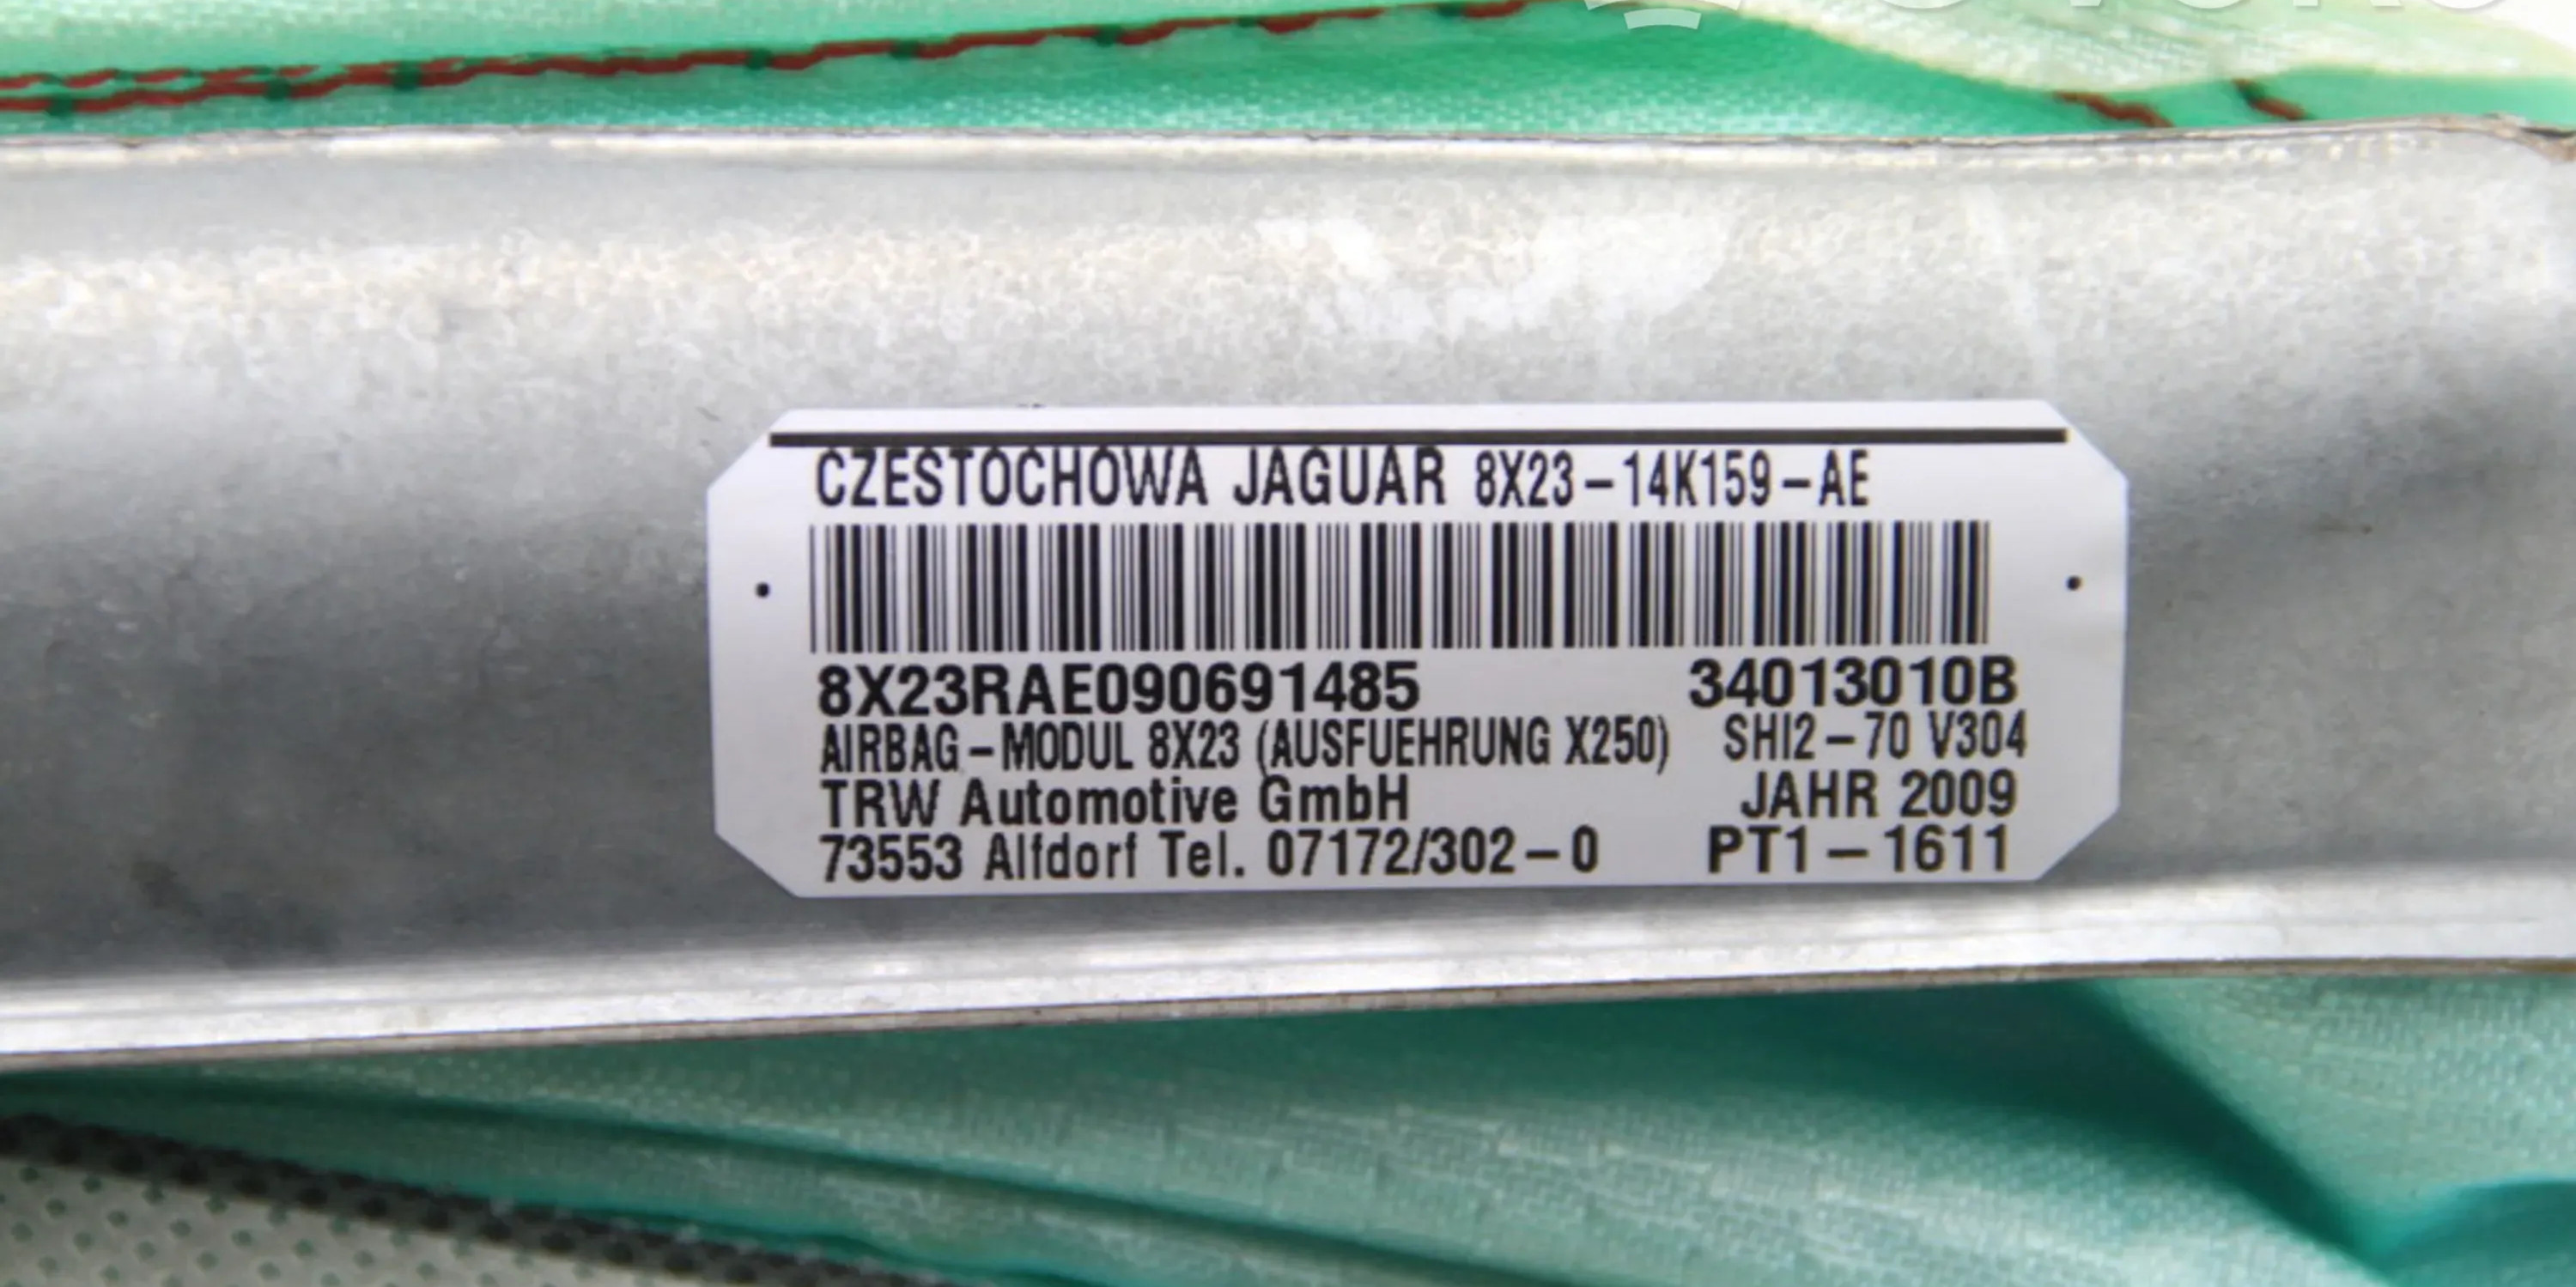 CZESTOCHOWA JAGUAR 8X23-14K159-AE
8X23RAE090691485 34013010B
AIRBAG-MODUL 8X23 (AUSFUEHRUNG X250) SHI2-70 V304
TRW Automotive GmbH JAHR 2009
73553 Alfdorf Tel. 07172/302-0 PT1-1611